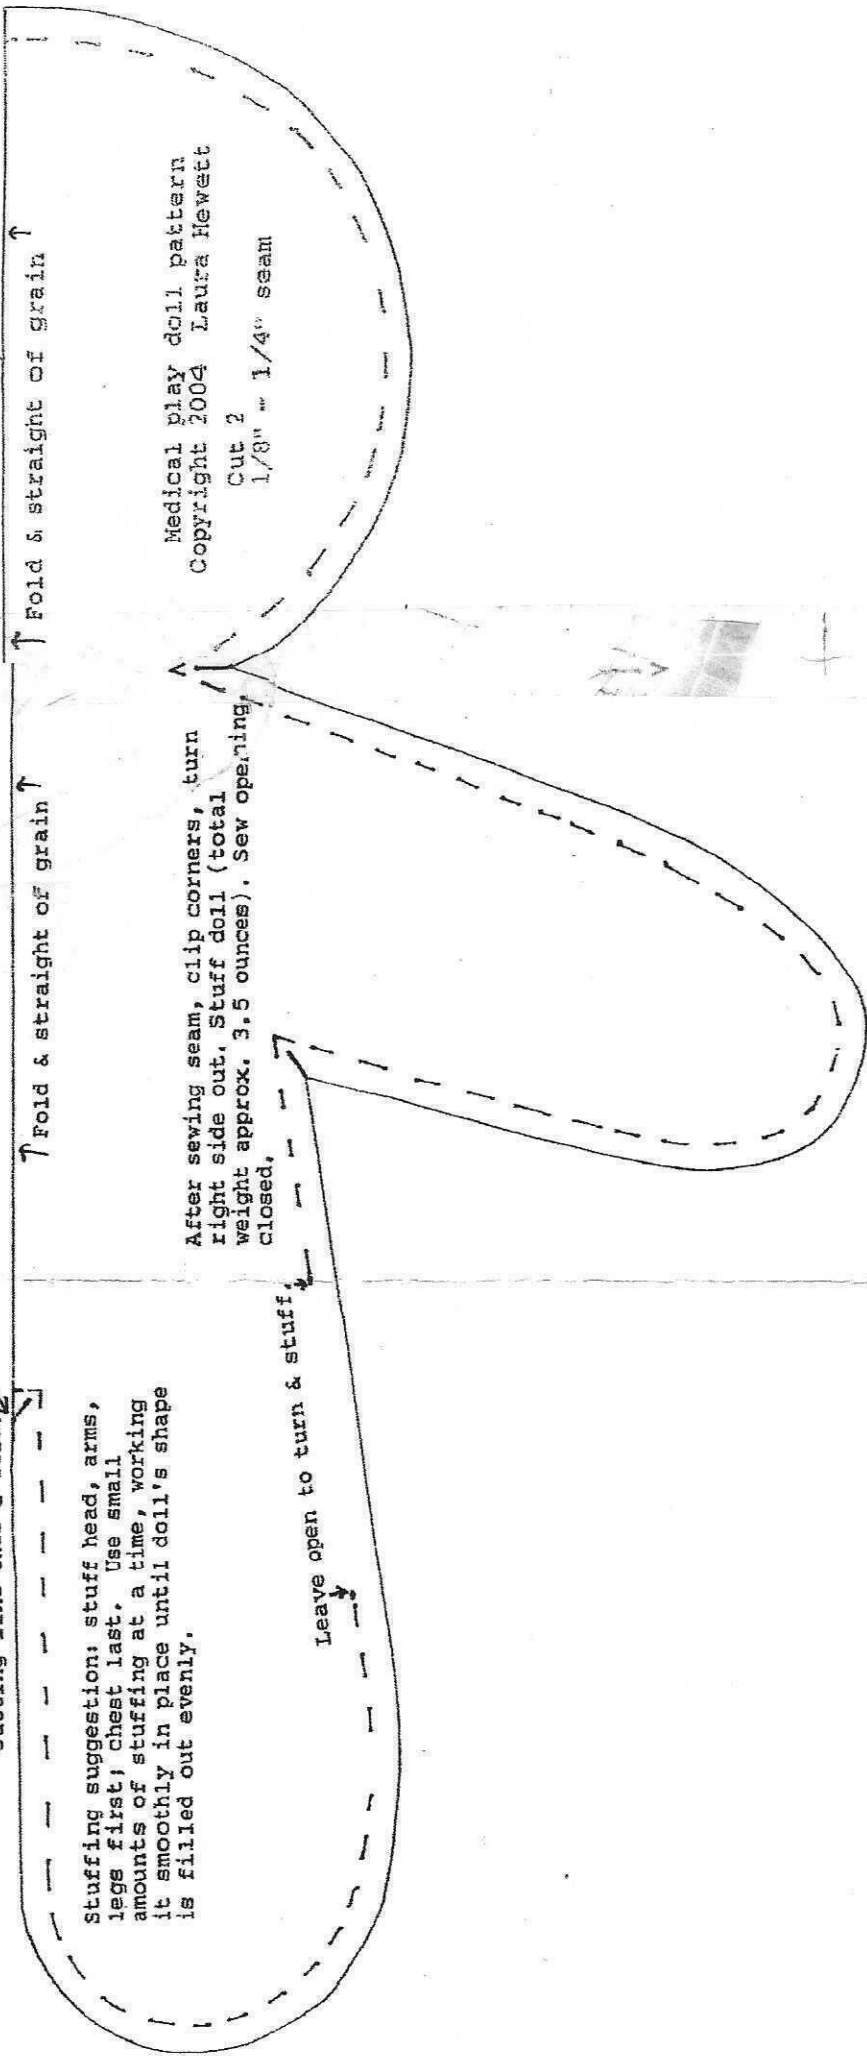 ↑ Fold & straight of grain ↑
Medical play doll pattern
Copyright 2004 Laura Hewett
Cut 2
1/8" - 1/4" seam
↑ Fold & straight of grain ↑
After sewing seam, clip corners, turn
right side out. Stuff doll (total
weight approx. 3.5 ounces). Sew opening
closed.
Leave open to turn & stuff.
Stuffing suggestion: stuff head, arms,
legs first; chest last. Use small
amounts of stuffing at a time, working
it smoothly in place until doll's shape
is filled out evenly.